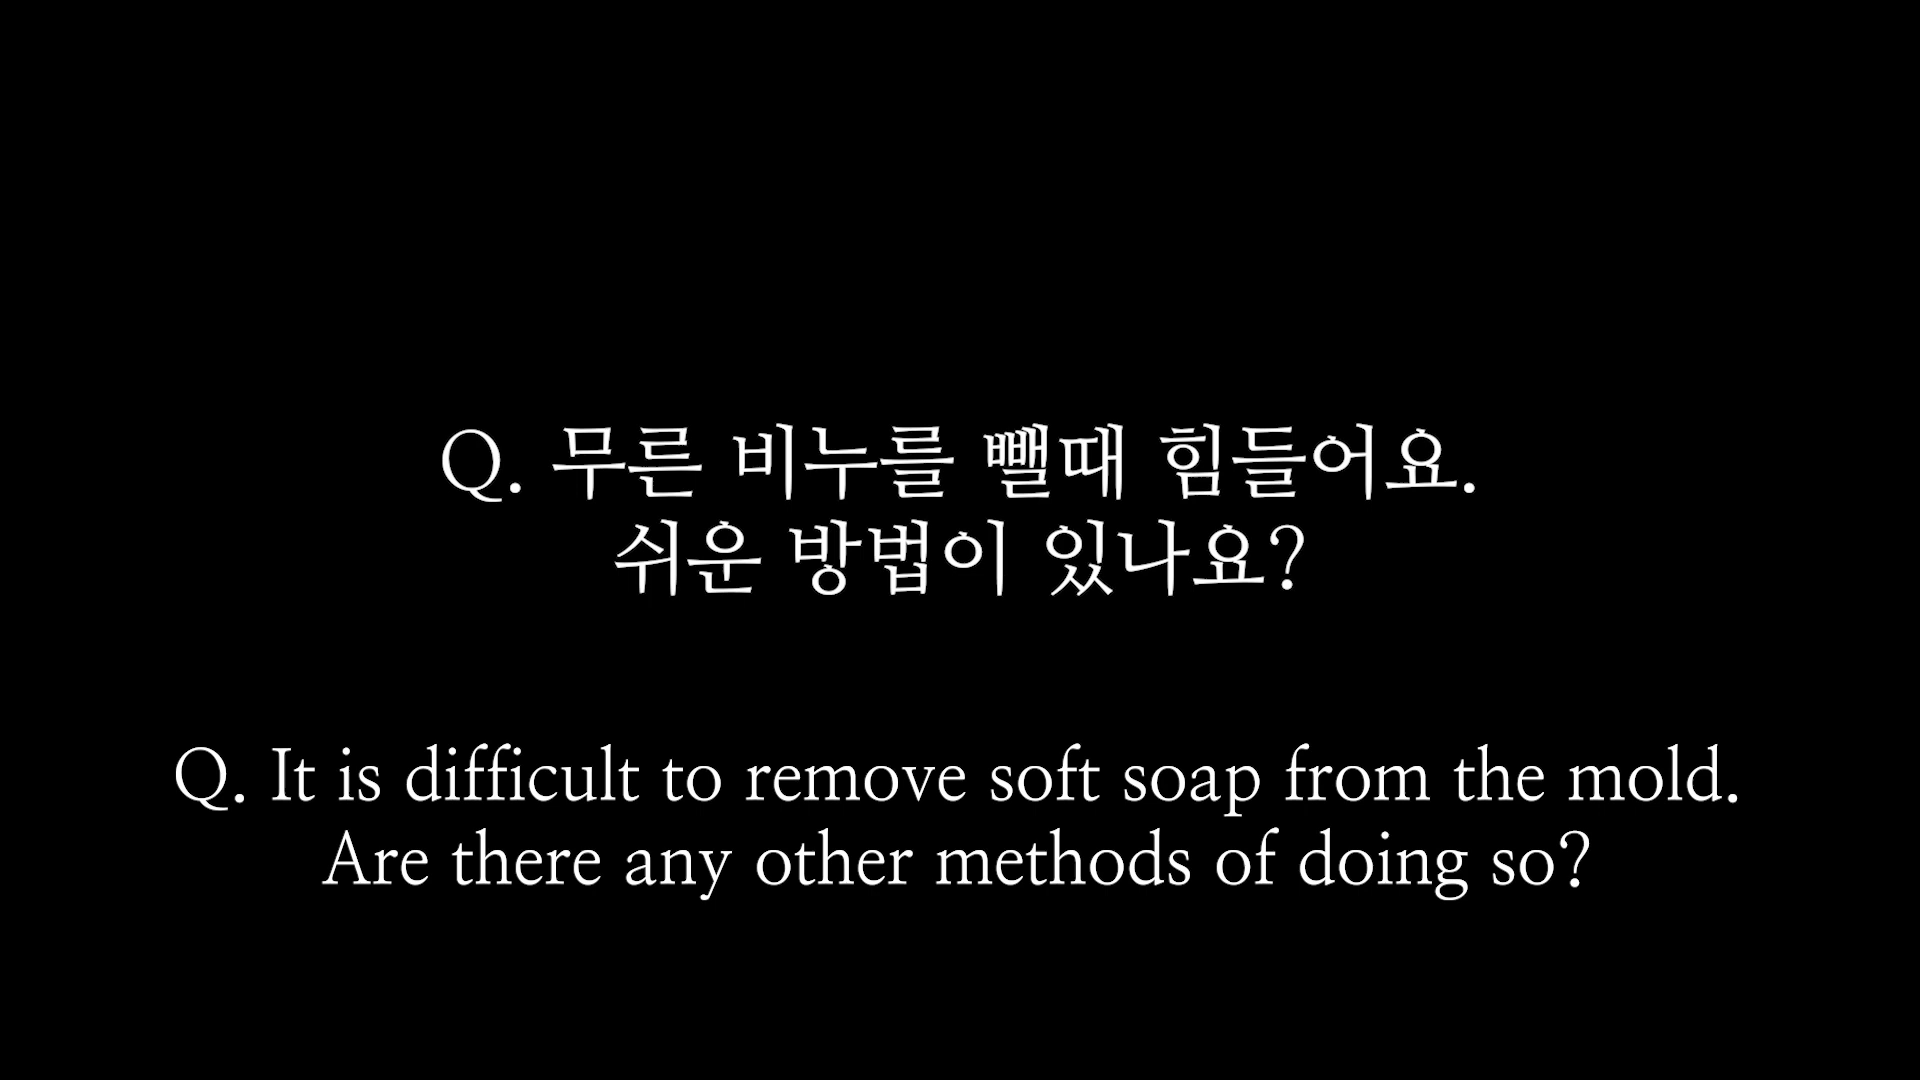 Q. 무른 비누를 뺄때 힘들어요.
쉬운 방법이 있나요?
Q. It is difficult to remove soft soap from the mold.
Are there any other methods of doing so?